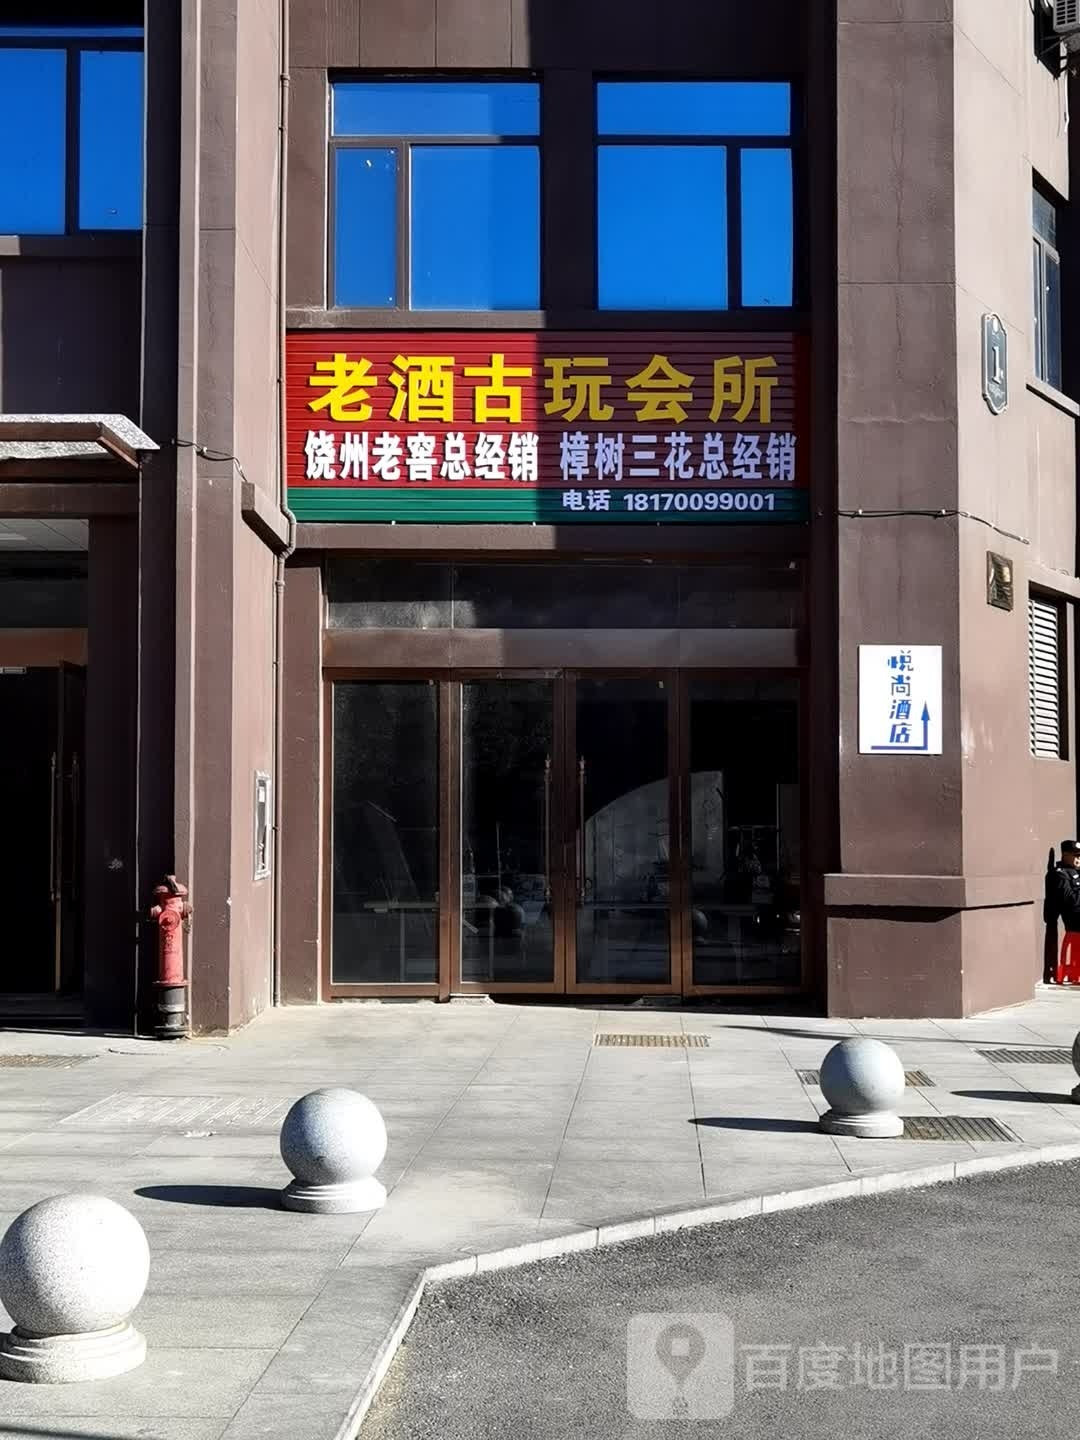 老酒古玩会所
饶州老窖总经销 樟树三花总经销
电话 18170099001
1
悦尚酒店
百度地图用户